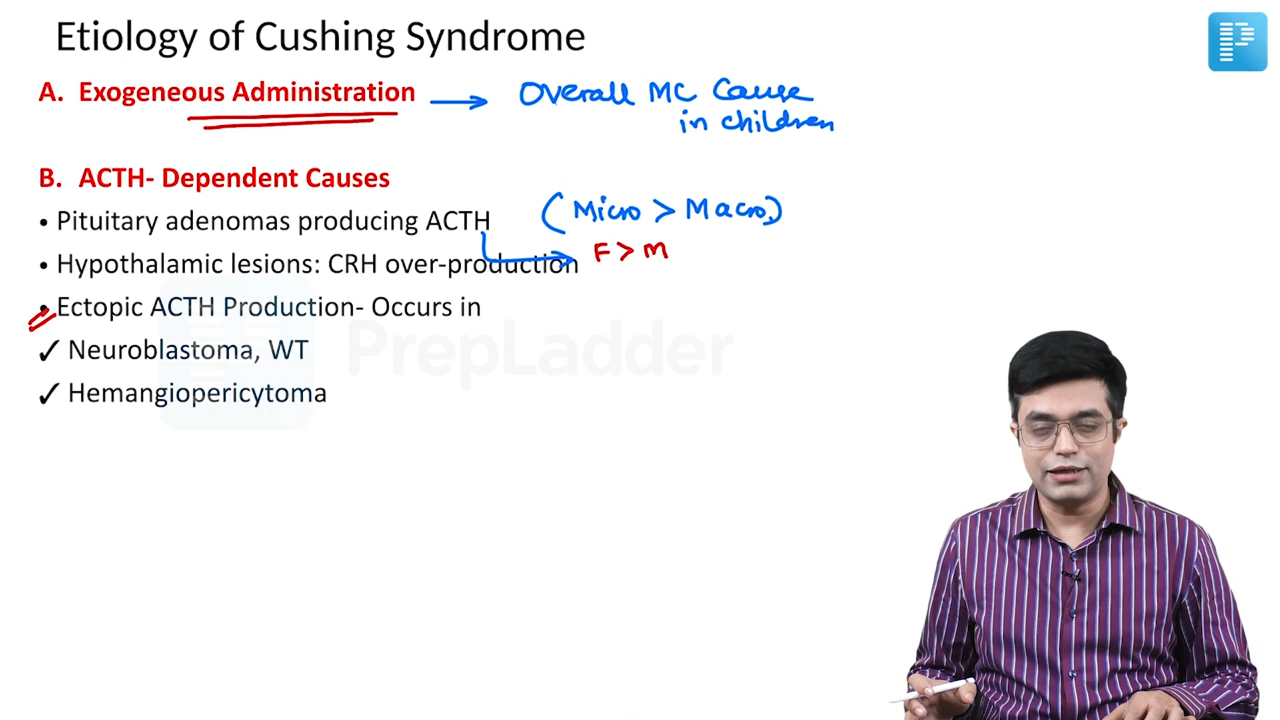 Etiology of Cushing Syndrome
A. Exogeneous Administration → Overall MC Cause
in children
B. ACTH- Dependent Causes
• Pituitary adenomas producing ACTH (Micro > Macro)
F > M
• Hypothalamic lesions: CRH over-production
• Ectopic ACTH Production- Occurs in
✓ Neuroblastoma, WT
✓ Hemangiopericytoma
PrepLadder